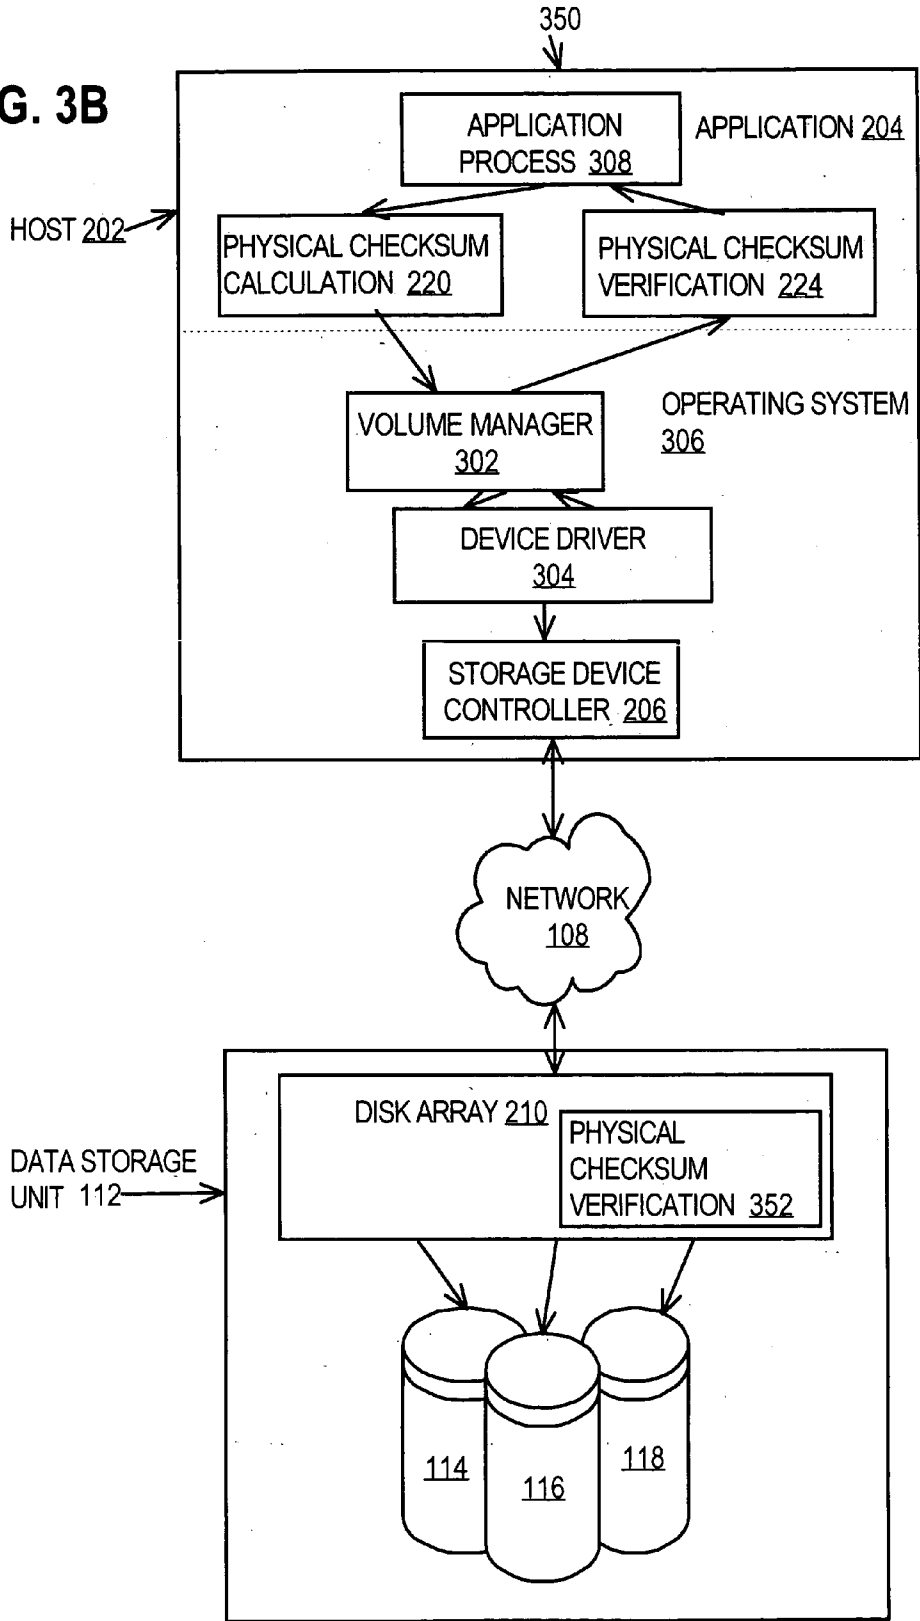 350
G. 3B
APPLICATION
PROCESS 308
APPLICATION 204
HOST 202
PHYSICAL CHECKSUM
CALCULATION 220
PHYSICAL CHECKSUM
VERIFICATION 224
OPERATING SYSTEM
306
VOLUME MANAGER
302
DEVICE DRIVER
304
STORAGE DEVICE
CONTROLLER 206
NETWORK
108
DISK ARRAY 210
PHYSICAL
CHECKSUM
VERIFICATION 352
DATA STORAGE
UNIT 112
114
116
118